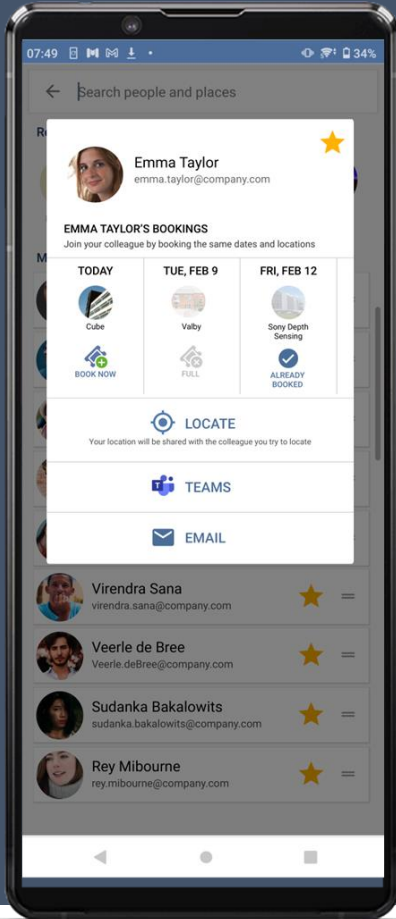 07:49
34%
Search people and places
Emma Taylor
emma.taylor@company.com
EMMA TAYLOR'S BOOKINGS
Join your colleague by booking the same dates and locations
TODAY
Cube
BOOK NOW
TUE, FEB 9
Valby
FULL
FRI, FEB 12
Sony Depth
Sensing
ALREADY
BOOKED
LOCATE
Your location will be shared with the colleague you try to locate
TEAMS
EMAIL
Virendra Sana
virendra.sana@company.com
Veerle de Bree
Veerle.deBree@company.com
Sudanka Bakalowits
sudanka.bakalowits@company.com
Rey Mibourne
rey.mibourne@company.com